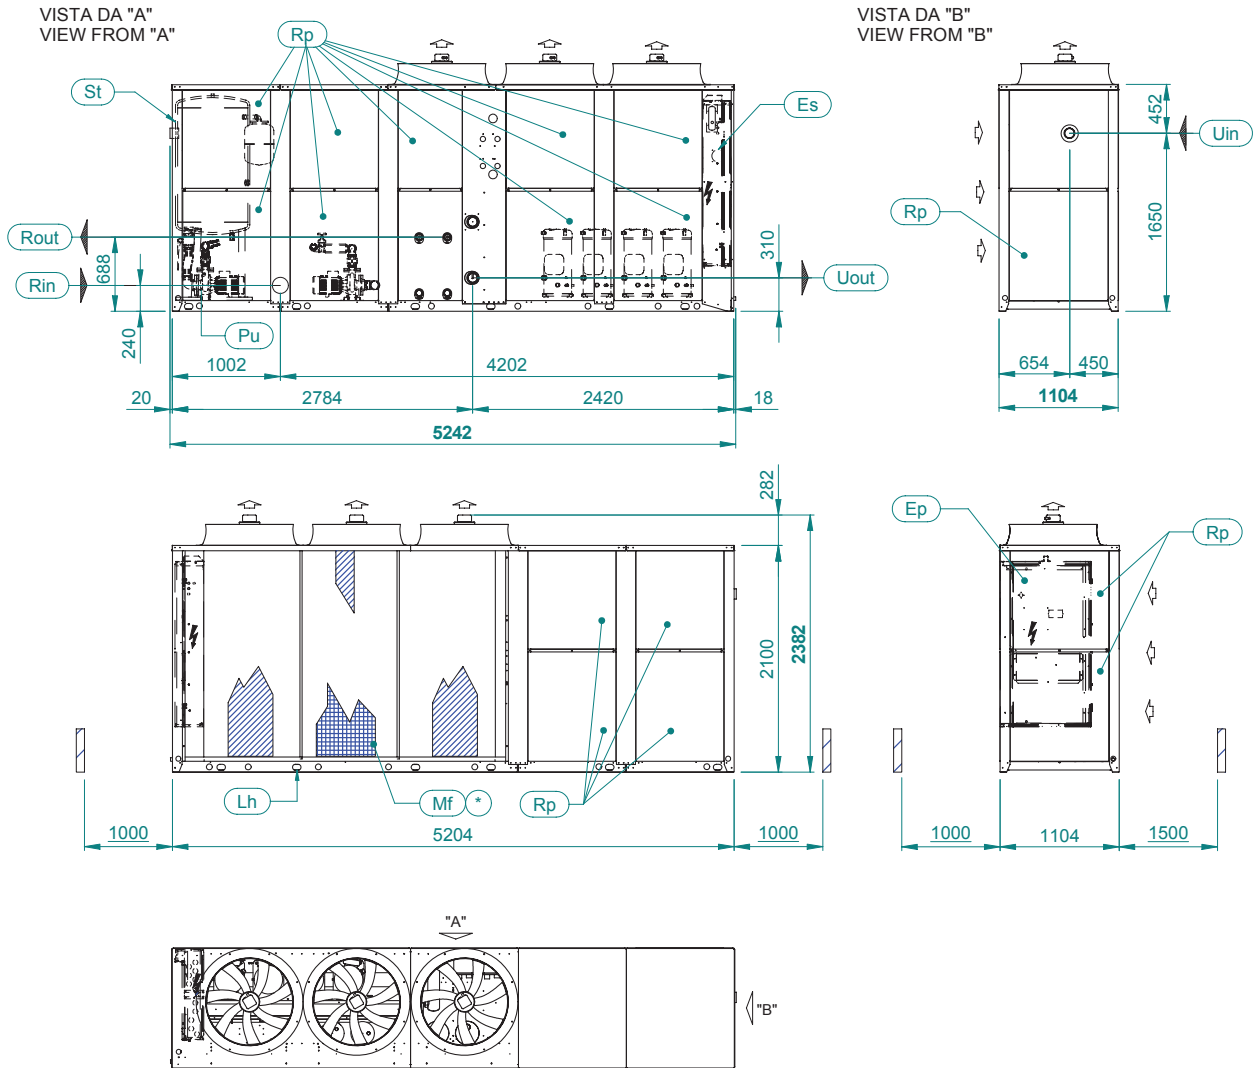 VISTA DA "A"
VIEW FROM "A"
VISTA DA "B"
VIEW FROM "B"
Rp
St
Es
Rout
Rin
688
240
Pu
310
Uout
1002
4202
20
2784
2420
18
5242
452
Uin
Rp
1650
654
450
1104
282
2100
2382
Lh
Mf
*
Rp
1000
5204
1000
Ep
Rp
1000
1104
1500
"A"
"B"